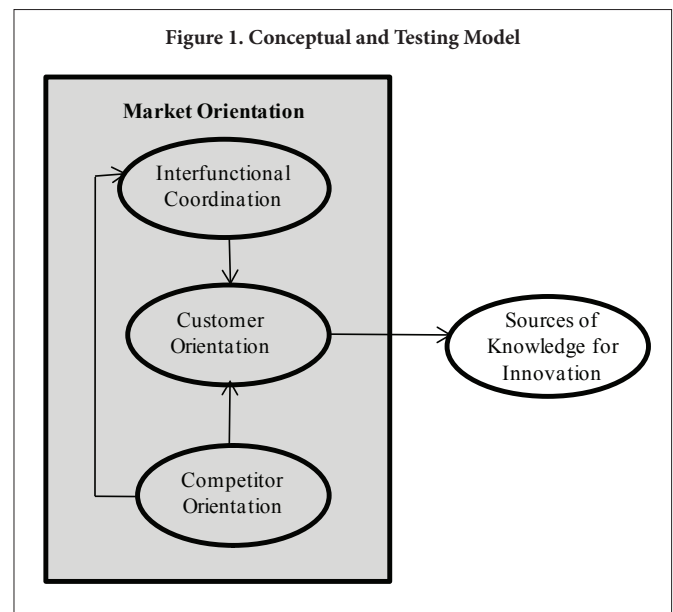 Figure 1. Conceptual and Testing Model
Market Orientation
Interfunctional
Coordination
Customer
Orientation
Sources of
Knowledge for
Innovation
Competitor
Orientation